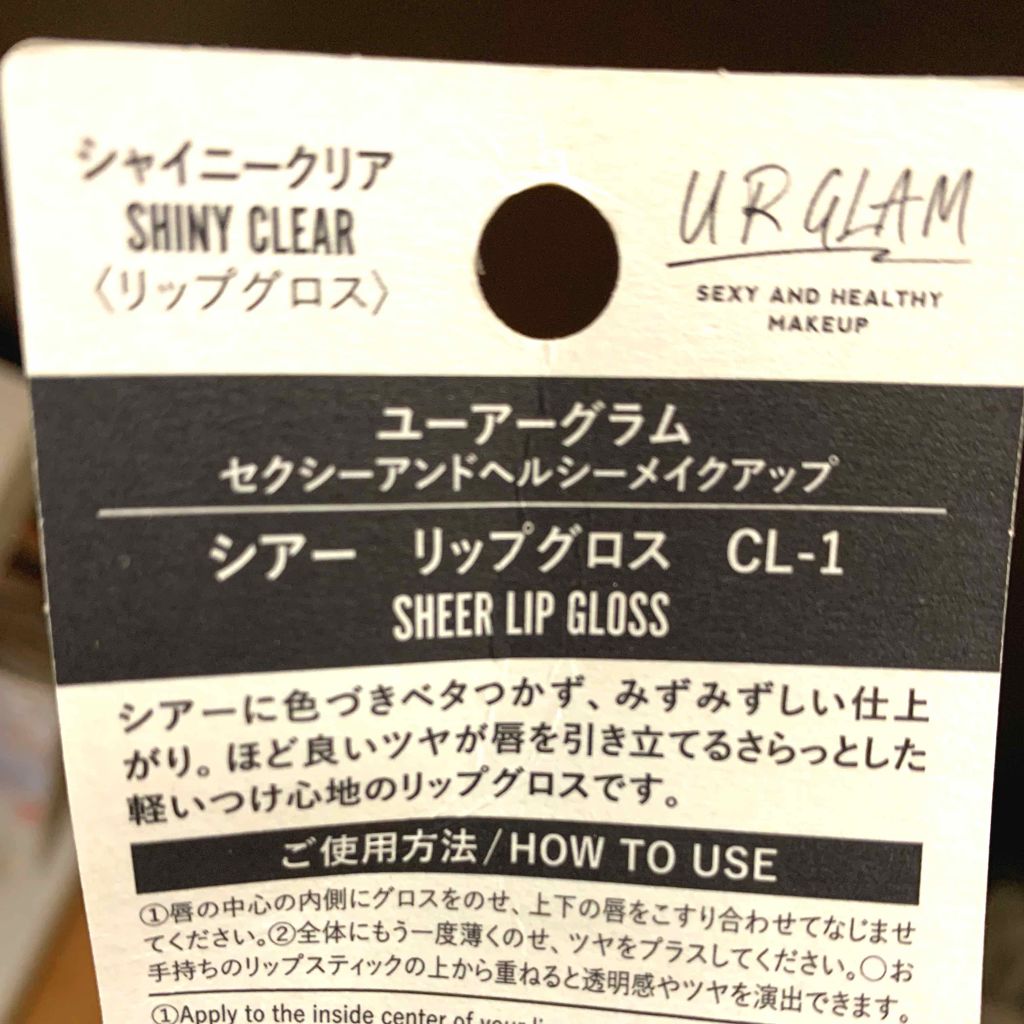 シャイニークリア
SHINY CLEAR
〈リップグロス〉
UR GLAM
SEXY AND HEALTHY
MAKEUP
ユーアーグラム
セクシーアンドヘルシーメイクアップ
シアー リップグロス CL-1
SHEER LIP GLOSS
シアーに色づきベタつかず、みずみずしい仕上
がり。ほど良いツヤが唇を引き立てるさらっとした
軽いつけ心地のリップグロスです。
ご使用方法/HOW TO USE
①唇の中心の内側にグロスをのせ、上下の唇をこすり合わせてなじませ
てください。②全体にもう一度薄くのせ、ツヤをプラスしてください。○お
手持ちのリップスティックの上から重ねると透明感やツヤを演出できます。
①Apply to the inside center of your